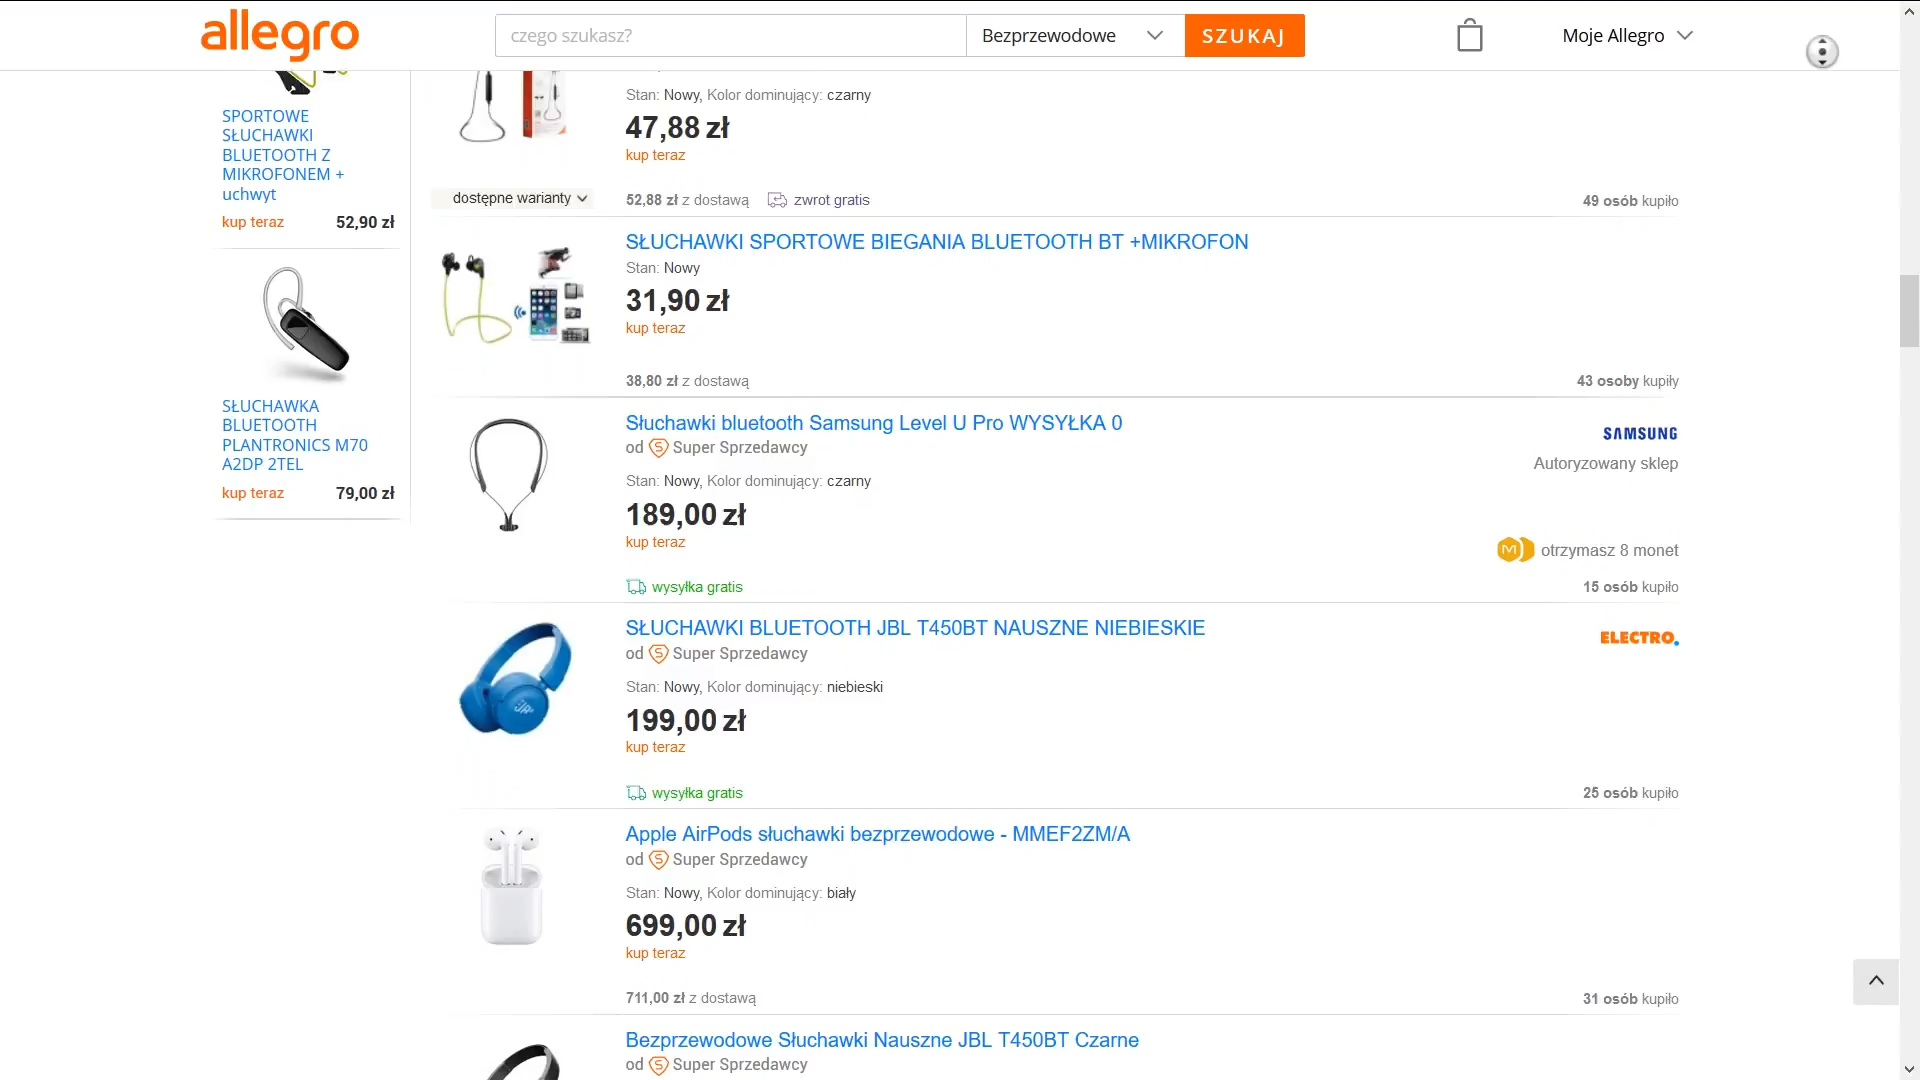 allegro
czego szukasz?
Bezprzewodowe
SZUKAJ
Moje Allegro
SPORTOWE
SŁUCHAWKI
BLUETOOTH Z
MIKROFONEM +
uchwyt
kup teraz 52,90 zł
SŁUCHAWKA
BLUETOOTH
PLANTRONICS M70
A2DP 2TEL
kup teraz 79,00 zł
Stan: Nowy, Kolor dominujący: czarny
47,88 zł
kup teraz
dostępne warianty
52,88 zł z dostawą zwrot gratis
49 osób kupiło
SŁUCHAWKI SPORTOWE BIEGANIA BLUETOOTH BT +MIKROFON
Stan: Nowy
31,90 zł
kup teraz
38,80 zł z dostawą
43 osoby kupiły
Słuchawki bluetooth Samsung Level U Pro WYSYŁKA 0
od S Super Sprzedawcy
SAMSUNG
Autoryzowany sklep
Stan: Nowy, Kolor dominujący: czarny
189,00 zł
kup teraz
M otrzymasz 8 monet
wysyłka gratis
15 osób kupiło
SŁUCHAWKI BLUETOOTH JBL T450BT NAUSZNE NIEBIESKIE
od S Super Sprzedawcy
ELECTRO.
Stan: Nowy, Kolor dominujący: niebieski
199,00 zł
kup teraz
JBL
wysyłka gratis
25 osób kupiło
Apple AirPods słuchawki bezprzewodowe - MMEF2ZM/A
od S Super Sprzedawcy
Stan: Nowy, Kolor dominujący: biały
699,00 zł
kup teraz
711,00 zł z dostawą
31 osób kupiło
Bezprzewodowe Słuchawki Nauszne JBL T450BT Czarne
od S Super Sprzedawcy